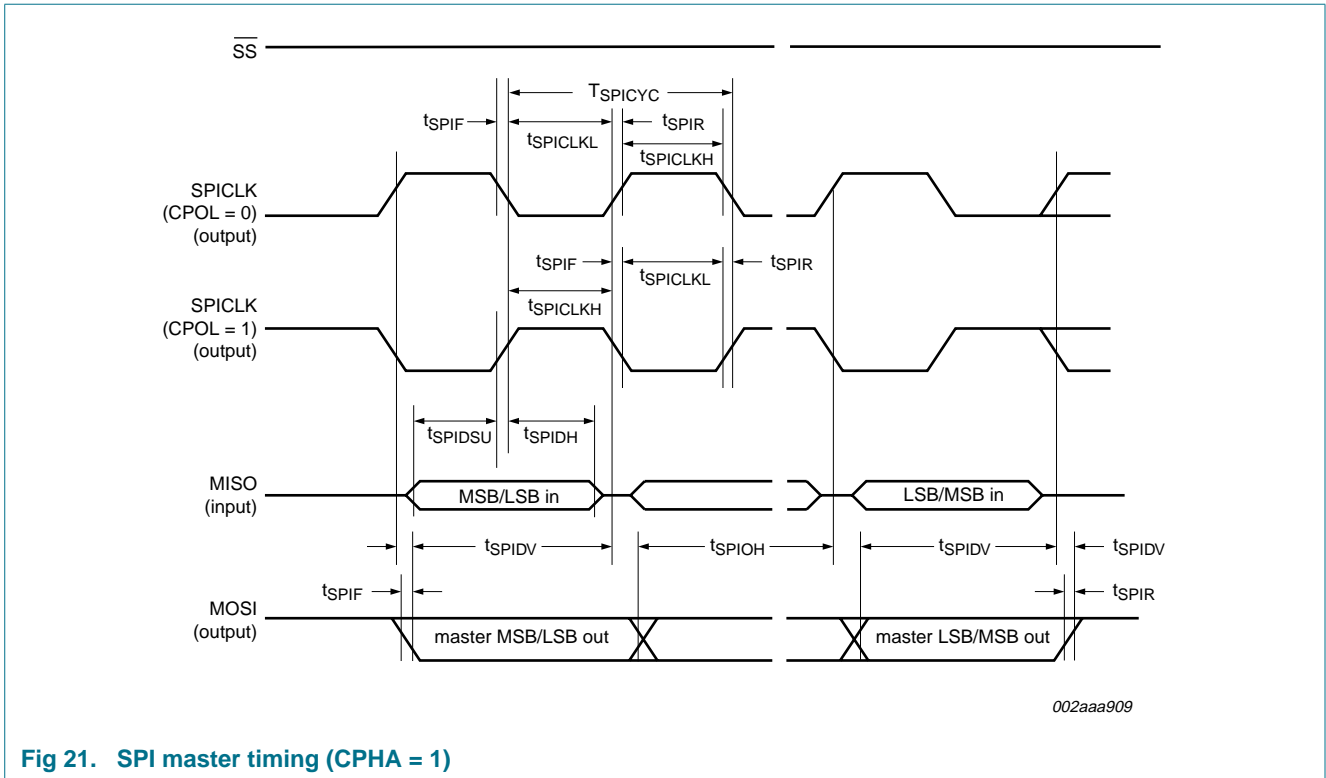 SS
TSPICYC
tSPIF
tSPICLKL
tSPIR
tSPICLKH
SPICLK
(CPOL = 0)
(output)
tSPIF
tSPICLKL
tSPIR
tSPICLKH
SPICLK
(CPOL = 1)
(output)
tSPIDSU
tSPIDH
MISO
(input)
MSB/LSB in
LSB/MSB in
tSPIDV
tSPIOH
tSPIDV
tSPIDV
tSPIF
tSPIR
MOSI
(output)
master MSB/LSB out
master LSB/MSB out
002aaa909
Fig 21. SPI master timing (CPHA = 1)